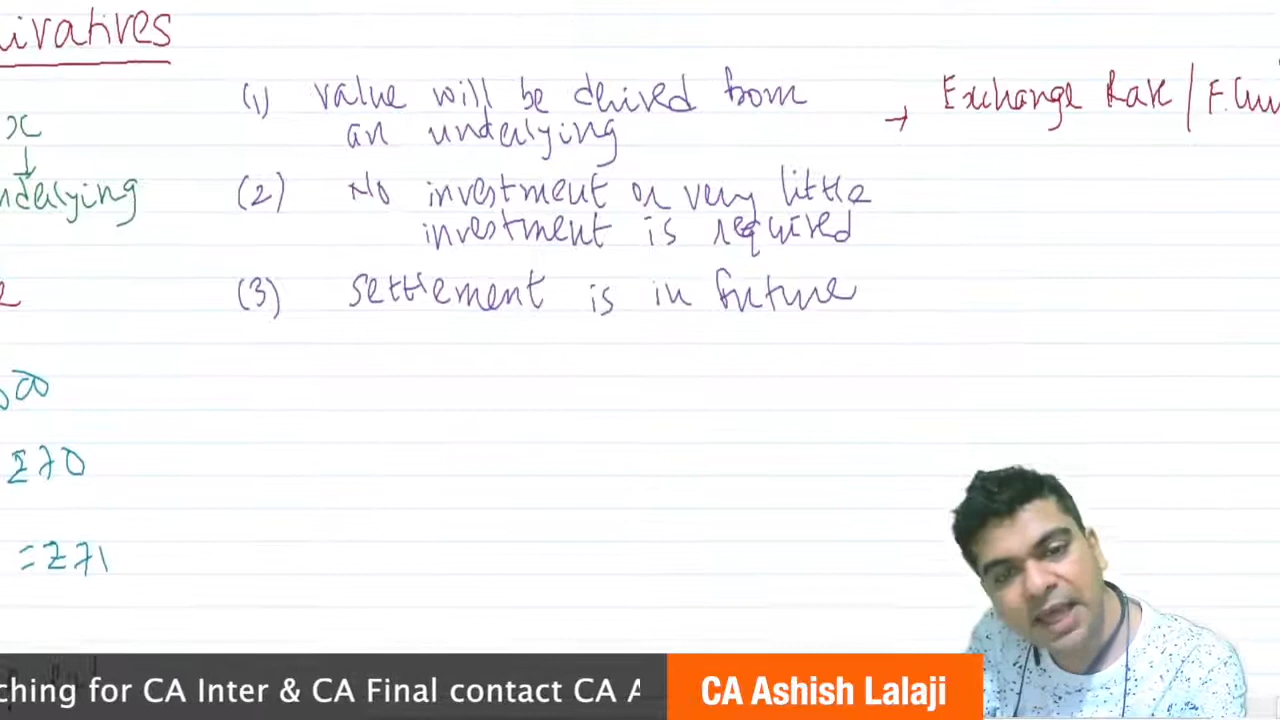 ivatives
(1) value will be derived from
an underlying
→ Exchange Rate / F. Cur
x
nderlying
(2) No investment or very little
investment is required
(3) settlement is in future
00
₹70
= ₹71
ching for CA Inter & CA Final contact CA A
CA Ashish Lalaji